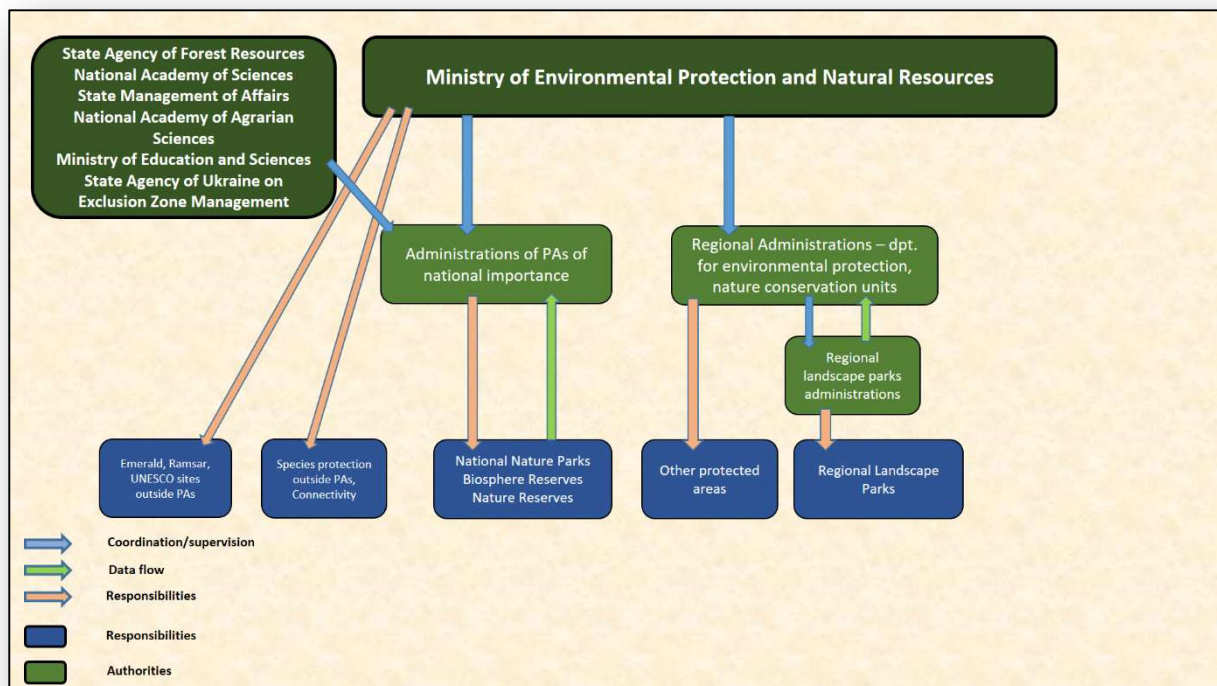 State Agency of Forest Resources
National Academy of Sciences
State Management of Affairs
National Academy of Agrarian
Sciences
Ministry of Education and Sciences
State Agency of Ukraine on
Exclusion Zone Management
Ministry of Environmental Protection and Natural Resources
Administrations of PAs of
national importance
Regional Administrations – dpt.
for environmental protection,
nature conservation units
Regional
landscape parks
administrations
Emerald, Ramsar,
UNESCO sites
outside PAs
Species protection
outside PAs,
Connectivity
National Nature Parks
Biosphere Reserves
Nature Reserves
Other protected
areas
Regional Landscape
Parks
Coordination/supervision
Data flow
Responsibilities
Responsibilities
Authorities